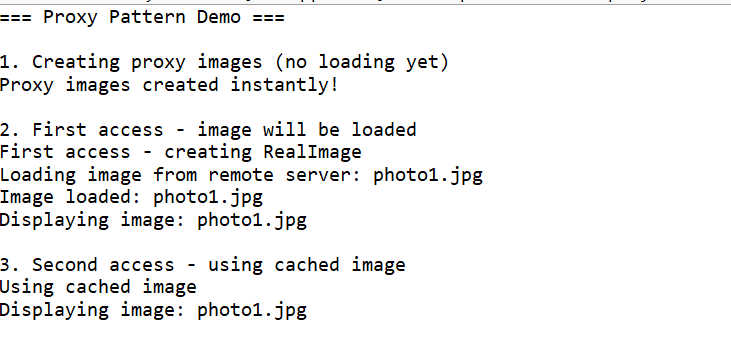 === Proxy Pattern Demo ===
1. Creating proxy images (no loading yet)
Proxy images created instantly!
2. First access - image will be loaded
First access - creating RealImage
Loading image from remote server: photo1.jpg
Image loaded: photo1.jpg
Displaying image: photo1.jpg
3. Second access - using cached image
Using cached image
Displaying image: photo1.jpg